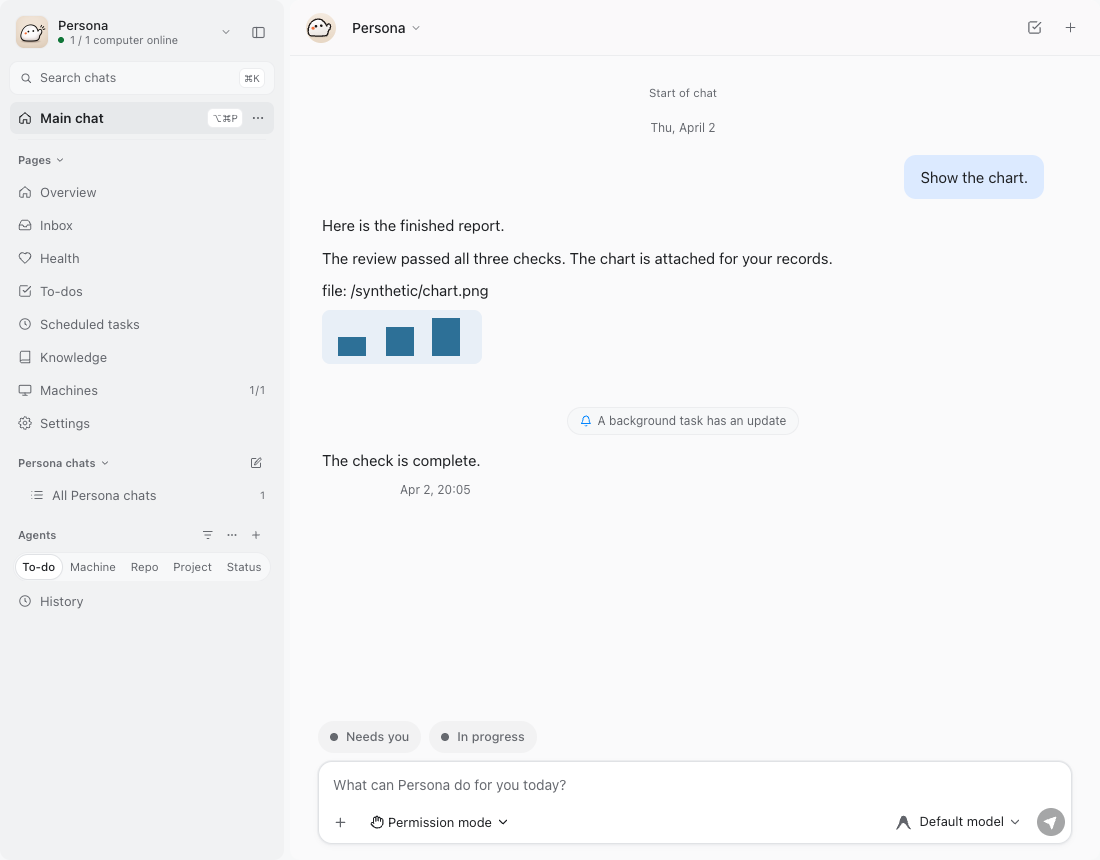 Persona
1 / 1 computer online
Search chats
⌘K
Main chat
⌥⌘P
Pages
Overview
Inbox
Health
To-dos
Scheduled tasks
Knowledge
Machines
1/1
Settings
Persona chats
All Persona chats
1
Agents
To-do
Machine
Repo
Project
Status
History
Persona
Start of chat
Thu, April 2
Show the chart.
Here is the finished report.
The review passed all three checks. The chart is attached for your records.
file: /synthetic/chart.png
A background task has an update
The check is complete.
Apr 2, 20:05
Needs you
In progress
What can Persona do for you today?
Permission mode
Default model